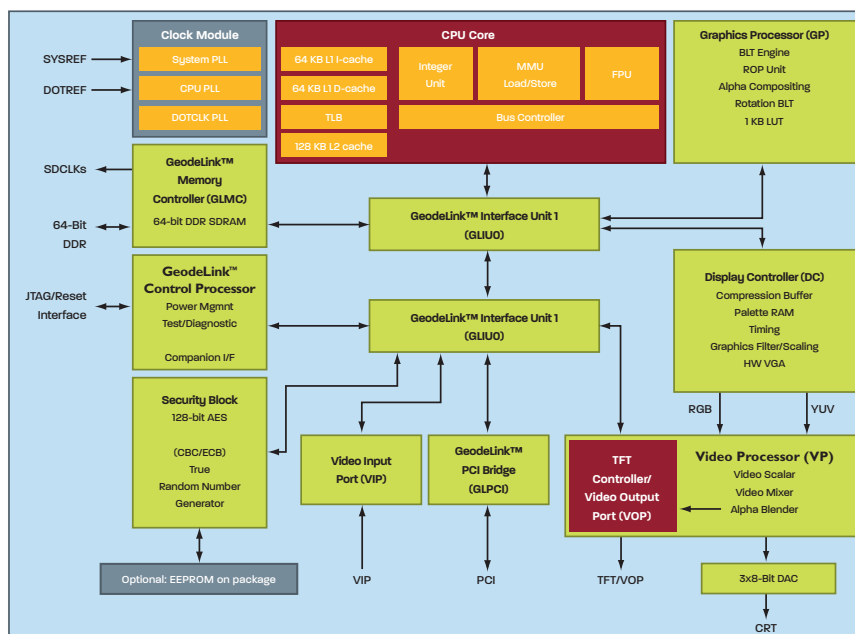 Clock Module
System PLL
CPU PLL
DOTCLK PLL
SYSREF
DOTREF
CPU Core
64 KB L1 I-cache
64 KB L1 D-cache
TLB
128 KB L2 cache
Integer
Unit
MMU
Load/Store
FPU
Bus Controller
Graphics Processor (GP)
BLT Engine
ROP Unit
Alpha Compositing
Rotation BLT
1 KB LUT
SDCLKs
64-Bit
DDR
GeodeLink™
Memory
Controller (GLMC)
64-bit DDR SDRAM
GeodeLink™ Interface Unit 1
(GLIU0)
JTAG/Reset
Interface
GeodeLink™
Control Processor
Power Mgmnt
Test/Diagnostic
Companion I/F
GeodeLink™ Interface Unit 1
(GLIU0)
Display Controller (DC)
Compression Buffer
Palette RAM
Timing
Graphics Filter/Scaling
HW VGA
RGB
YUV
Security Block
128-bit AES
(CBC/ECB)
True
Random Number
Generator
Video Input
Port (VIP)
GeodeLink™
PCI Bridge
(GLPCI)
TFT
Controller/
Video Output
Port (VOP)
Video Processor (VP)
Video Scalar
Video Mixer
Alpha Blender
Optional: EEPROM on package
VIP
PCI
TFT/VOP
3x8-Bit DAC
CRT